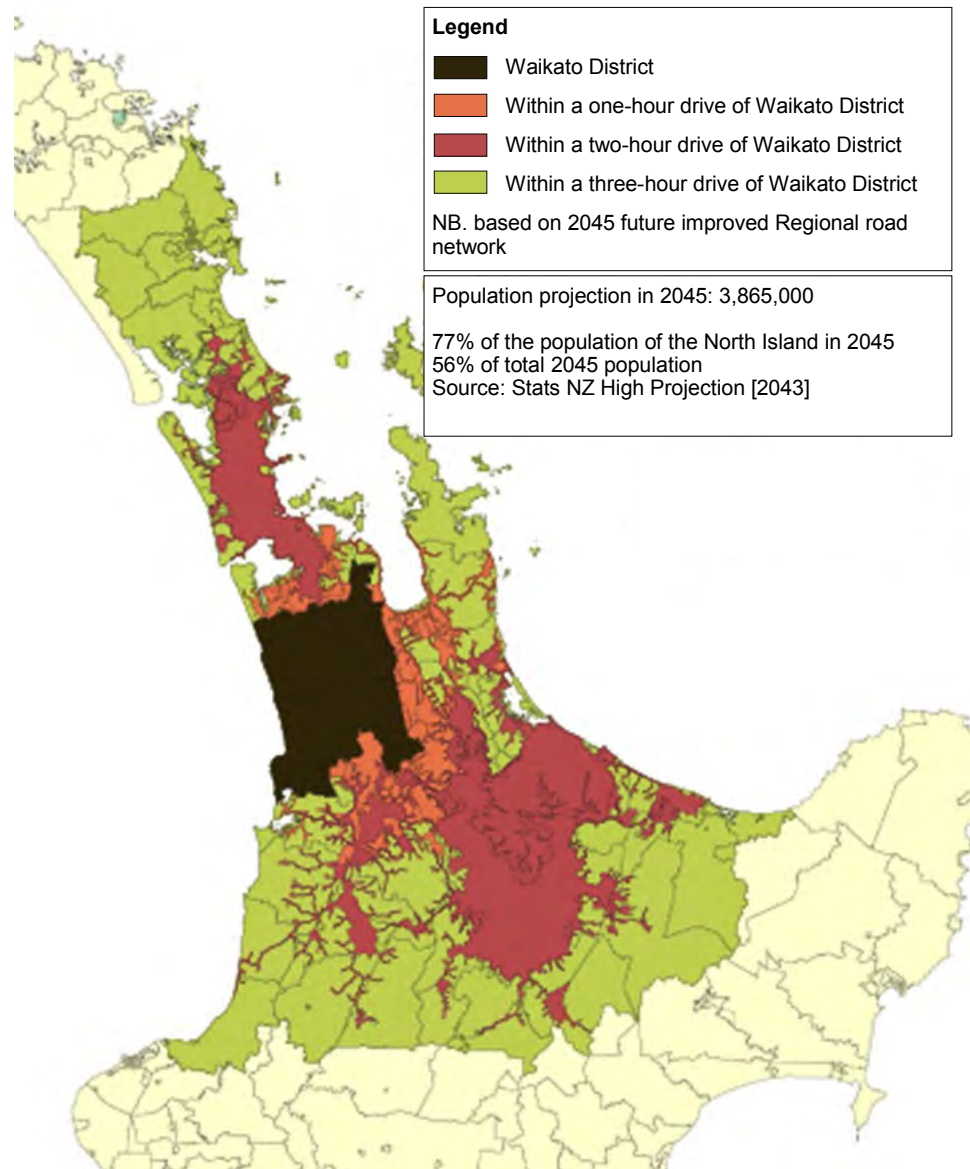 Legend
Waikato District
Within a one-hour drive of Waikato District
Within a two-hour drive of Waikato District
Within a three-hour drive of Waikato District
NB. based on 2045 future improved Regional road
network
Population projection in 2045: 3,865,000
77% of the population of the North Island in 2045
56% of total 2045 population
Source: Stats NZ High Projection [2043]